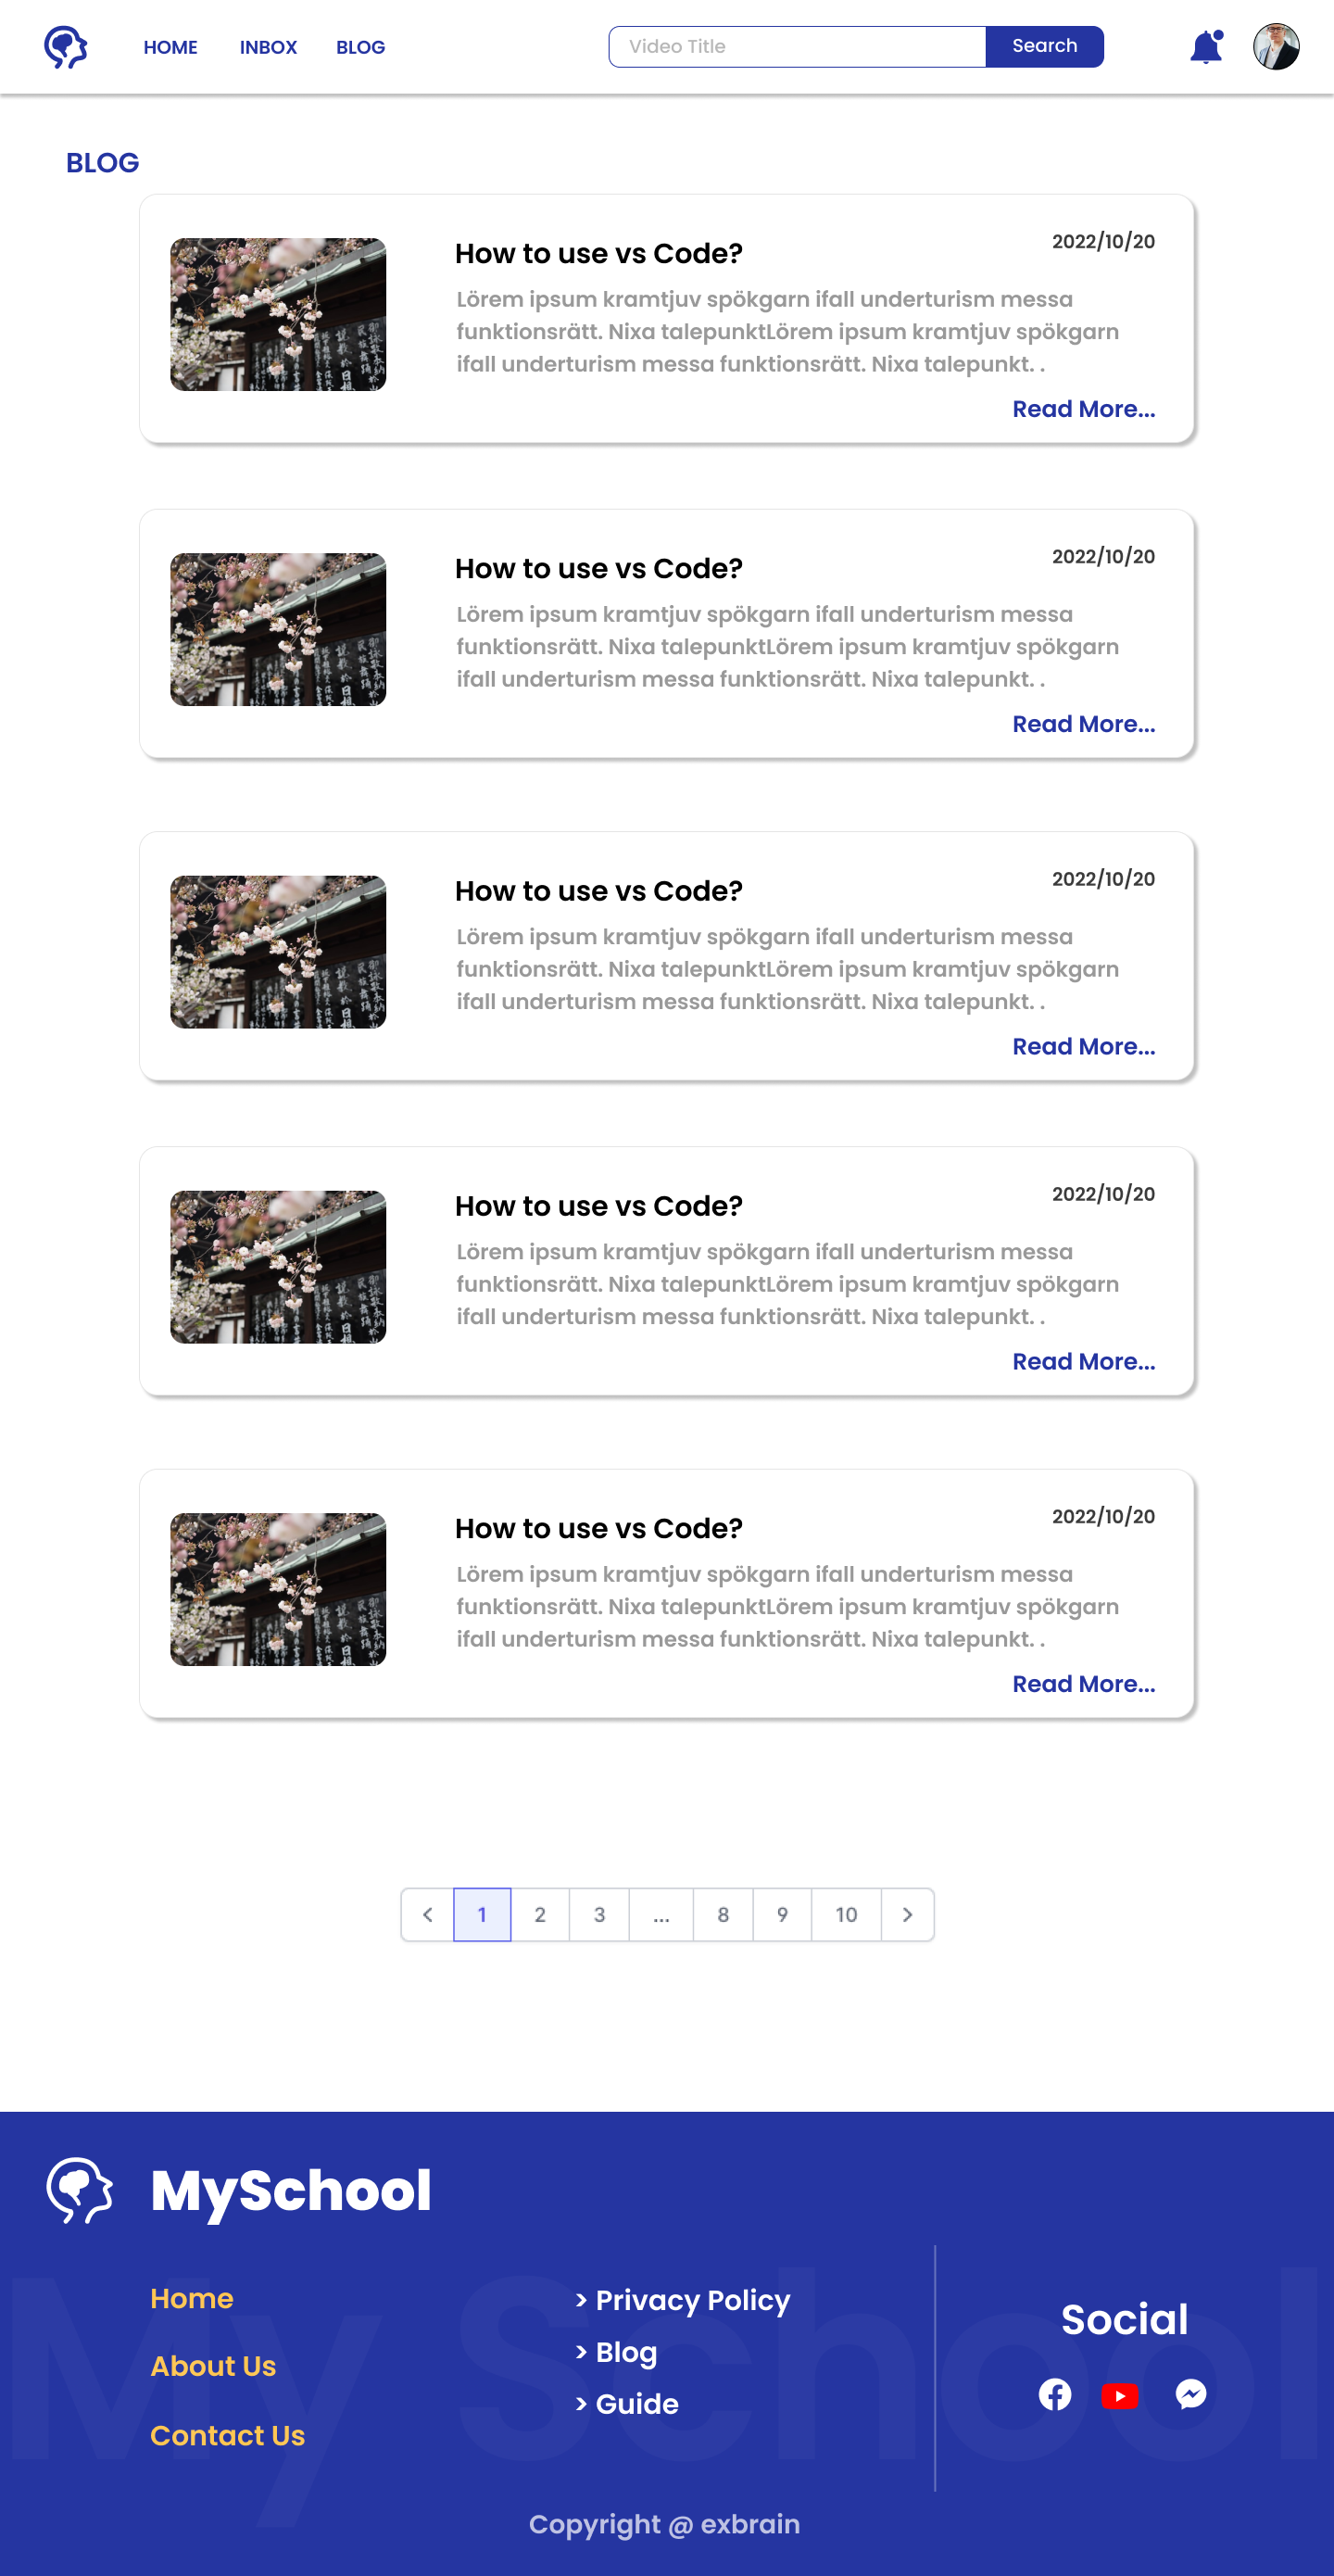 HOME INBOX BLOG Video Title Search
BLOG
How to use vs Code? 2022/10/20
Lörem ipsum kramtjuv spökgarn ifall underturism messa
funktionsrätt. Nixa talepunktLörem ipsum kramtjuv spökgarn
ifall underturism messa funktionsrätt. Nixa talepunkt. .
Read More...
How to use vs Code? 2022/10/20
Lörem ipsum kramtjuv spökgarn ifall underturism messa
funktionsrätt. Nixa talepunktLörem ipsum kramtjuv spökgarn
ifall underturism messa funktionsrätt. Nixa talepunkt. .
Read More...
How to use vs Code? 2022/10/20
Lörem ipsum kramtjuv spökgarn ifall underturism messa
funktionsrätt. Nixa talepunktLörem ipsum kramtjuv spökgarn
ifall underturism messa funktionsrätt. Nixa talepunkt. .
Read More...
How to use vs Code? 2022/10/20
Lörem ipsum kramtjuv spökgarn ifall underturism messa
funktionsrätt. Nixa talepunktLörem ipsum kramtjuv spökgarn
ifall underturism messa funktionsrätt. Nixa talepunkt. .
Read More...
How to use vs Code? 2022/10/20
Lörem ipsum kramtjuv spökgarn ifall underturism messa
funktionsrätt. Nixa talepunktLörem ipsum kramtjuv spökgarn
ifall underturism messa funktionsrätt. Nixa talepunkt. .
Read More...
< 1 2 3 ... 8 9 10 >
MySchool
My School
Home
About Us
Contact Us
> Privacy Policy
> Blog
> Guide
Social
Copyright @ exbrain